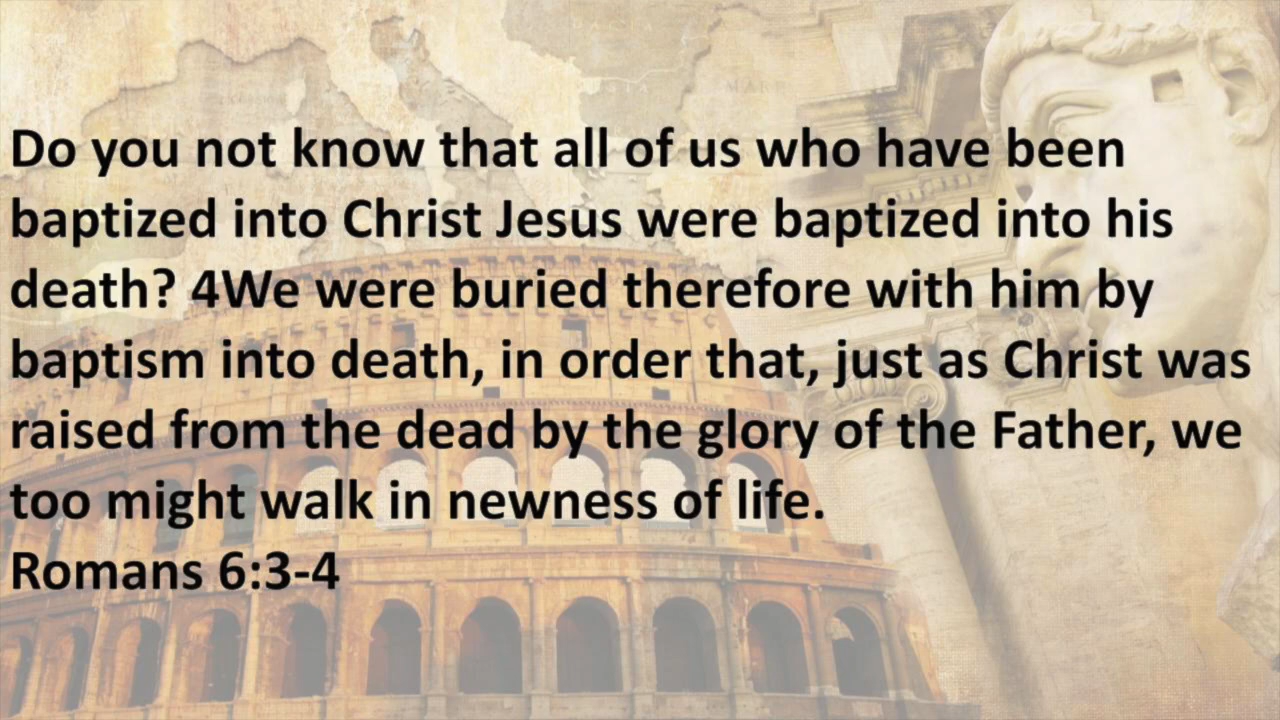 Do you not know that all of us who have been
baptized into Christ Jesus were baptized into his
death? 4We were buried therefore with him by
baptism into death, in order that, just as Christ was
raised from the dead by the glory of the Father, we
too might walk in newness of life.
Romans 6:3-4